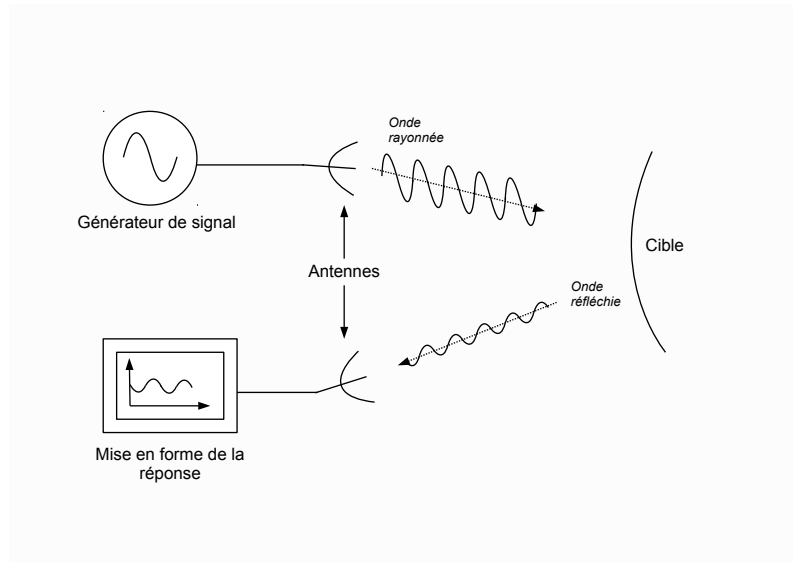 Onde
rayonnée
Générateur de signal
Antennes
Cible
Onde
réfléchie
Mise en forme de la
réponse